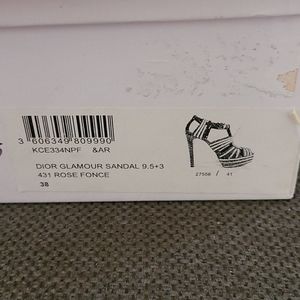 3 606349 809990
KCE334NPF &AR
DIOR GLAMOUR SANDAL 9.5+3
431 ROSE FONCE
38
27556 / 41